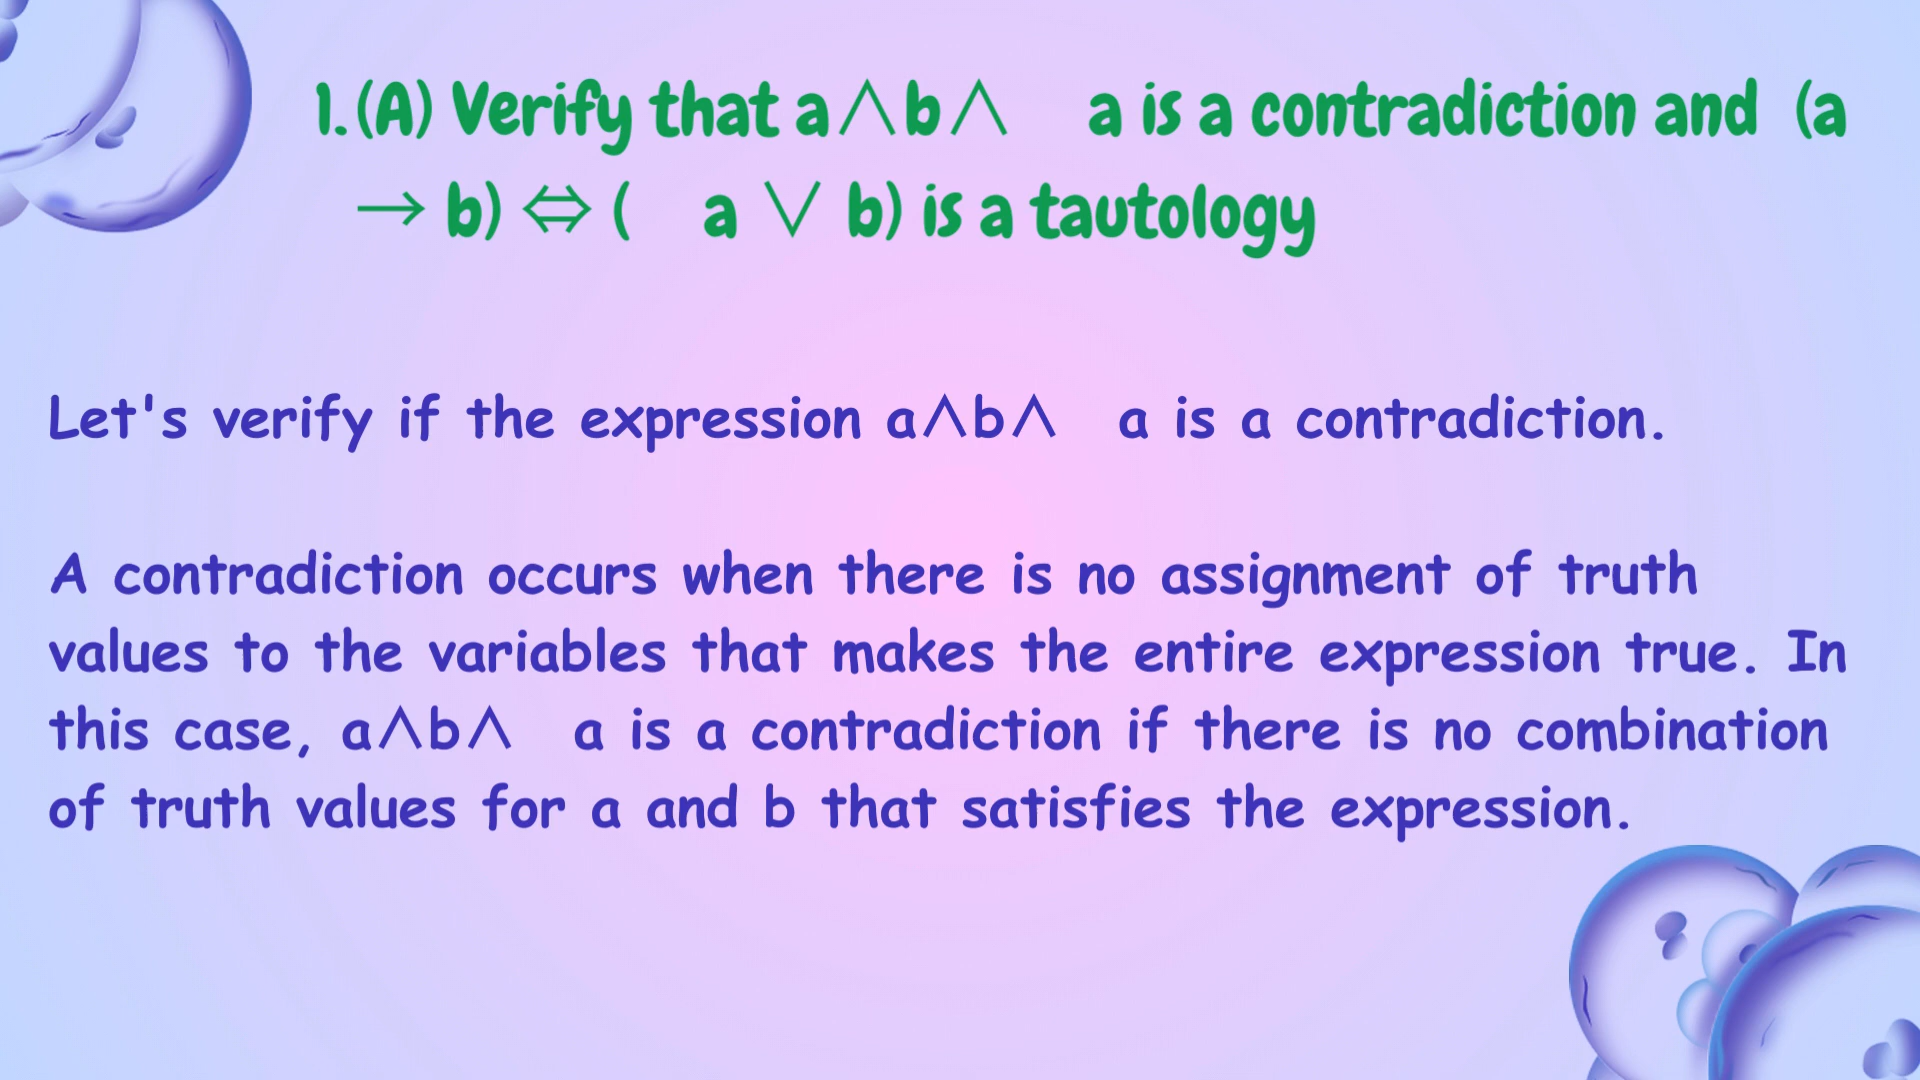 1.(A) Verify that a∧b∧ a is a contradiction and (a
→ b) ⇔ ( a ∨ b) is a tautology
Let's verify if the expression a∧b∧ a is a contradiction.
A contradiction occurs when there is no assignment of truth
values to the variables that makes the entire expression true. In
this case, a∧b∧ a is a contradiction if there is no combination
of truth values for a and b that satisfies the expression.